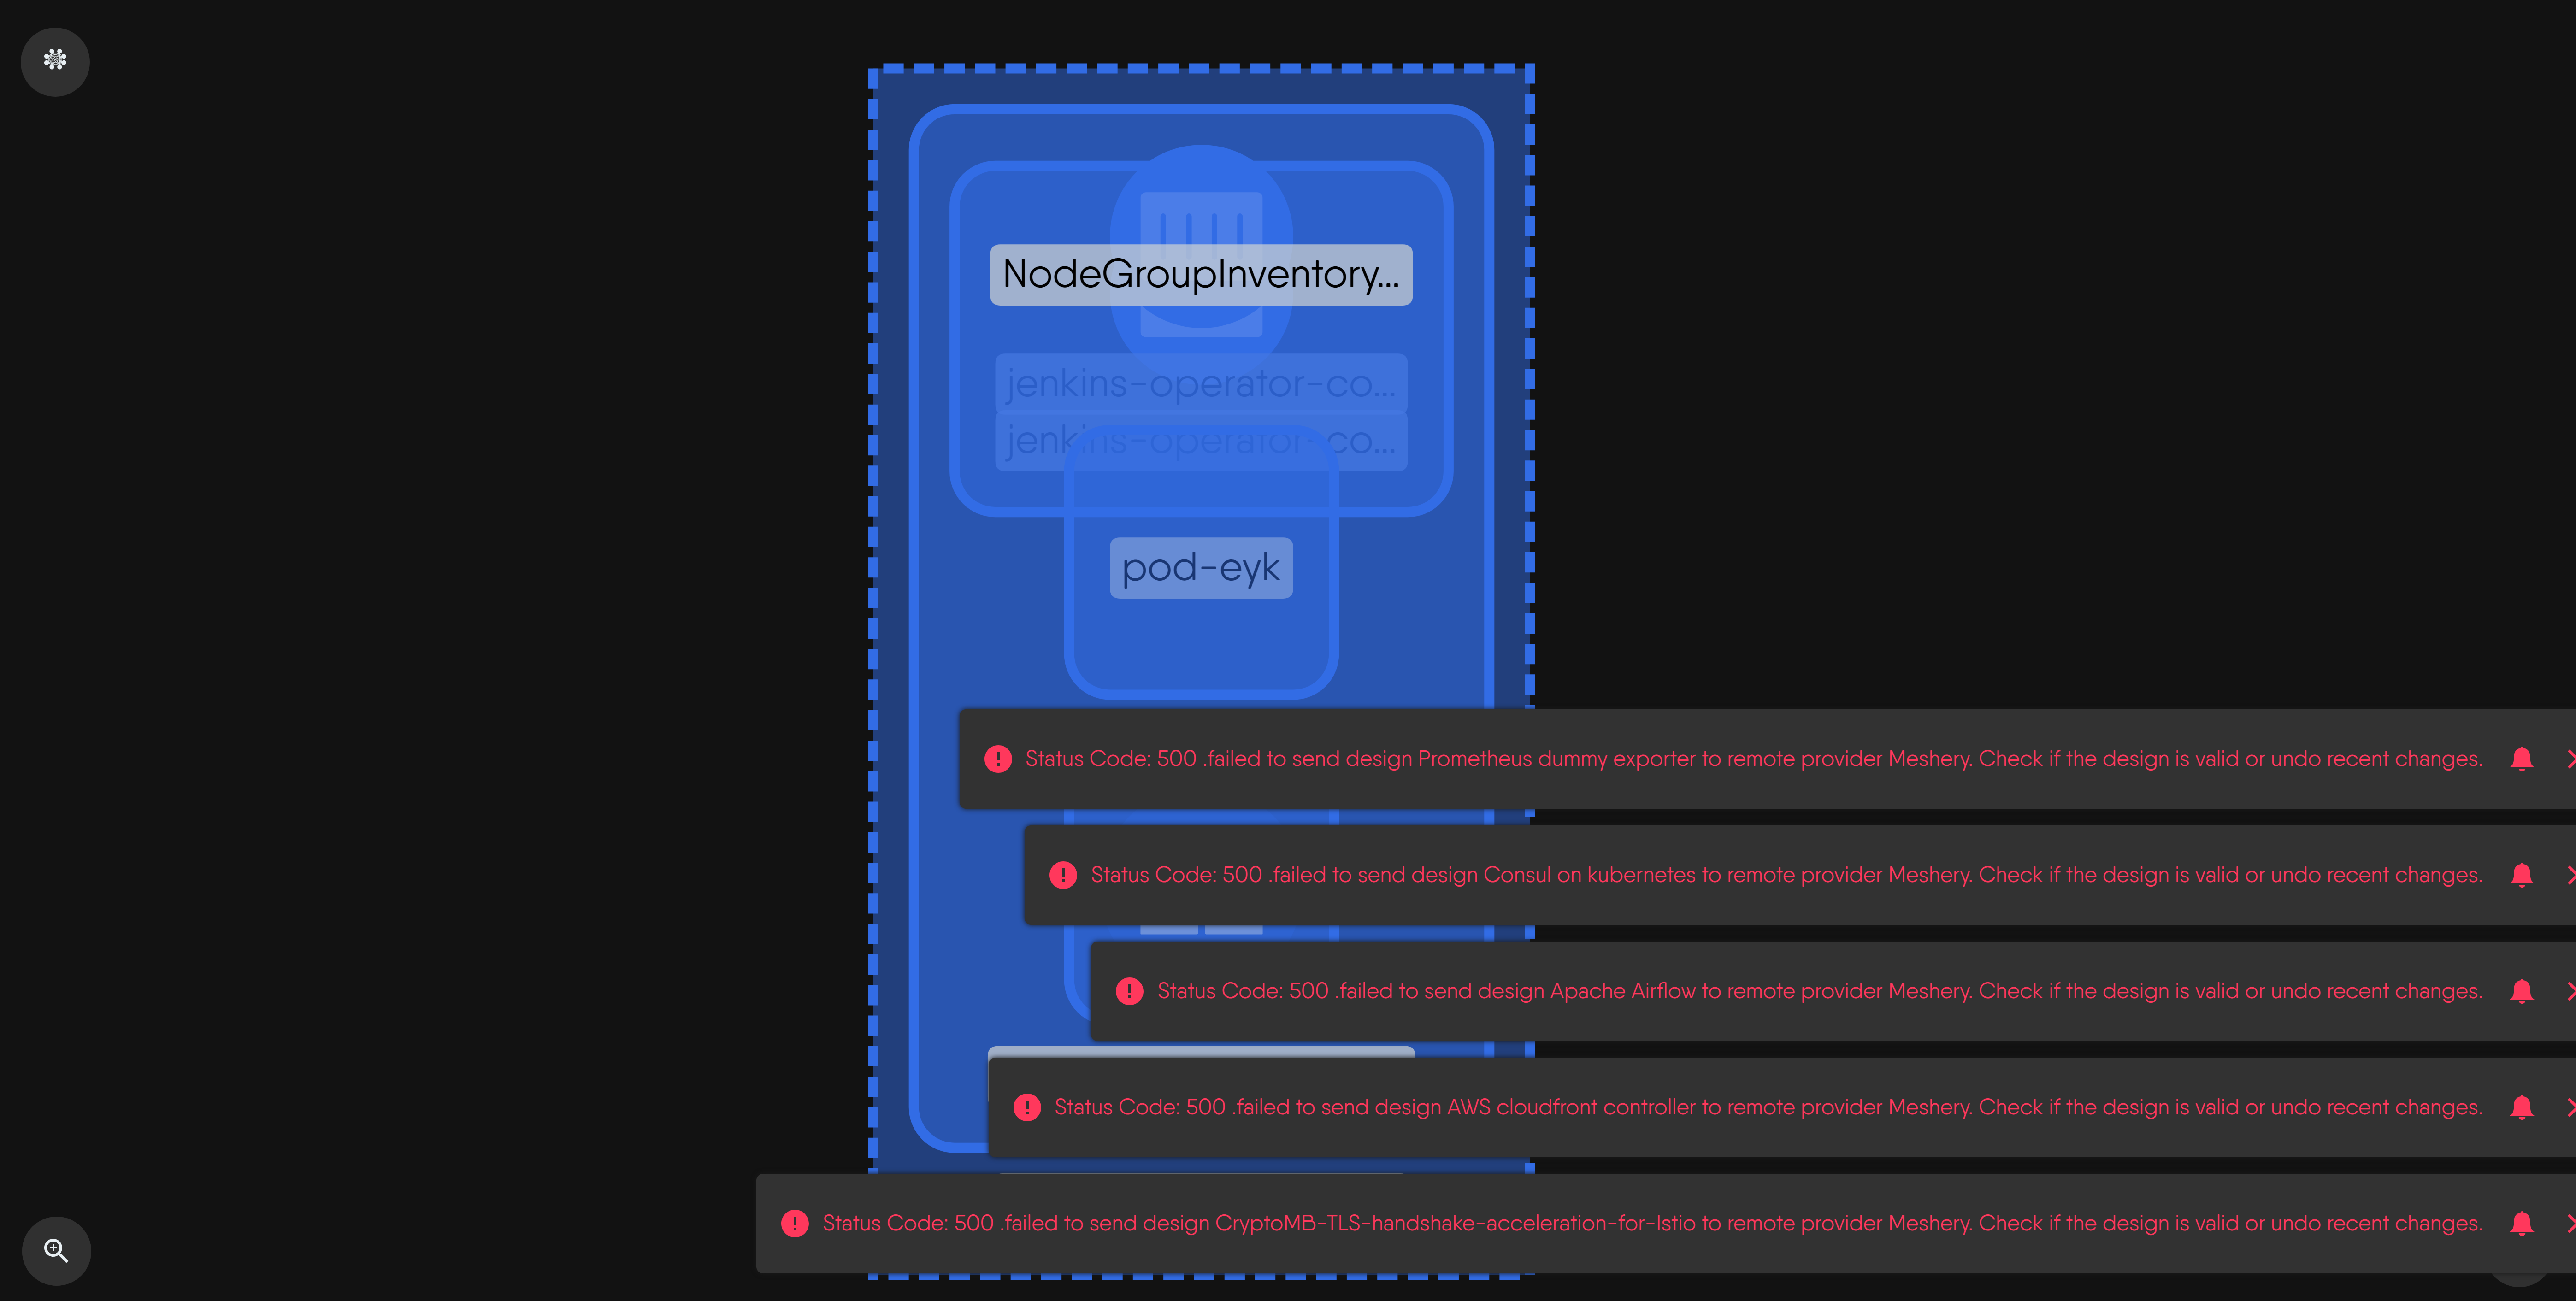 NodeGroupInventory...
jenkins-operator-co...
jenkins-operator-co...
pod-eyk
Status Code: 500 .failed to send design Prometheus dummy exporter to remote provider Meshery. Check if the design is valid or undo recent changes.
Status Code: 500 .failed to send design Consul on kubernetes to remote provider Meshery. Check if the design is valid or undo recent changes.
Status Code: 500 .failed to send design Apache Airflow to remote provider Meshery. Check if the design is valid or undo recent changes.
Status Code: 500 .failed to send design AWS cloudfront controller to remote provider Meshery. Check if the design is valid or undo recent changes.
Status Code: 500 .failed to send design CryptoMB-TLS-handshake-acceleration-for-Istio to remote provider Meshery. Check if the design is valid or undo recent changes.